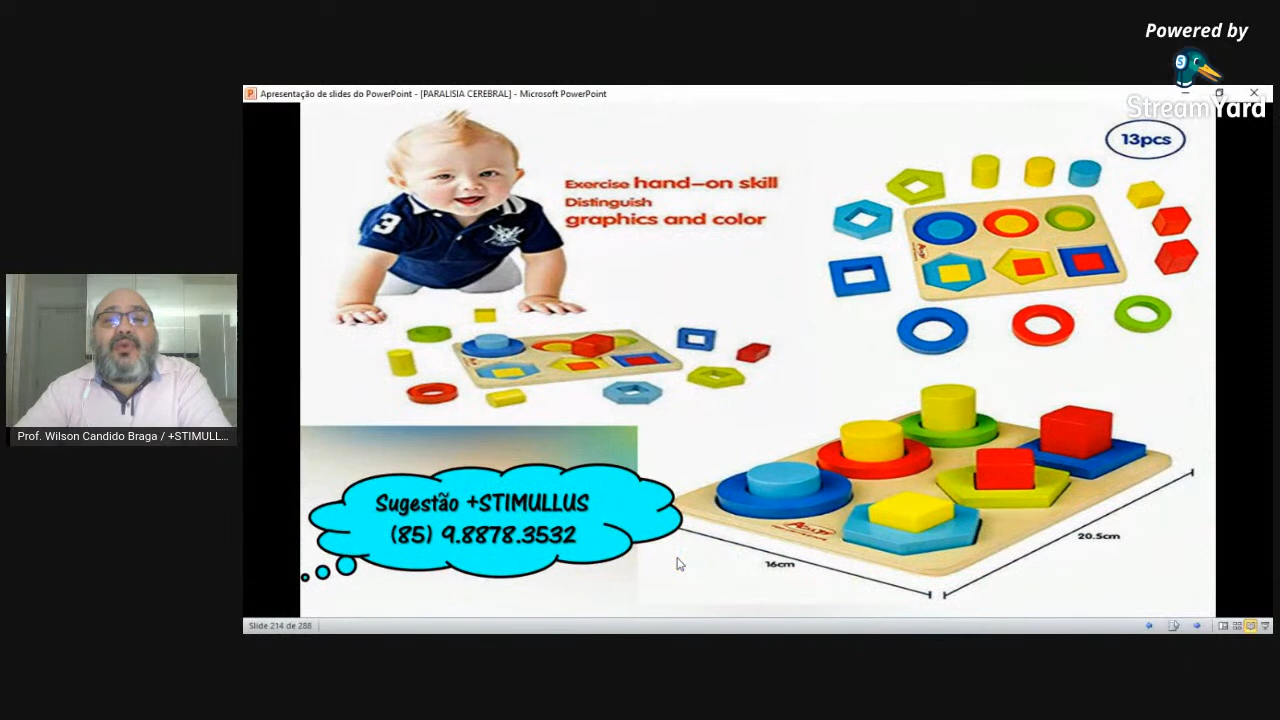 Powered by
StreamYard
Apresentação de slides do PowerPoint - [PARALISIA CEREBRAL] - Microsoft PowerPoint
13pcs
Exercise hand-on skill
Distinguish
graphics and color
3
Prof. Wilson Candido Braga / +STIMULL...
Sugestão +STIMULLUS
(85) 9.8878.3532
16cm
20.5cm
Slide 214 de 288